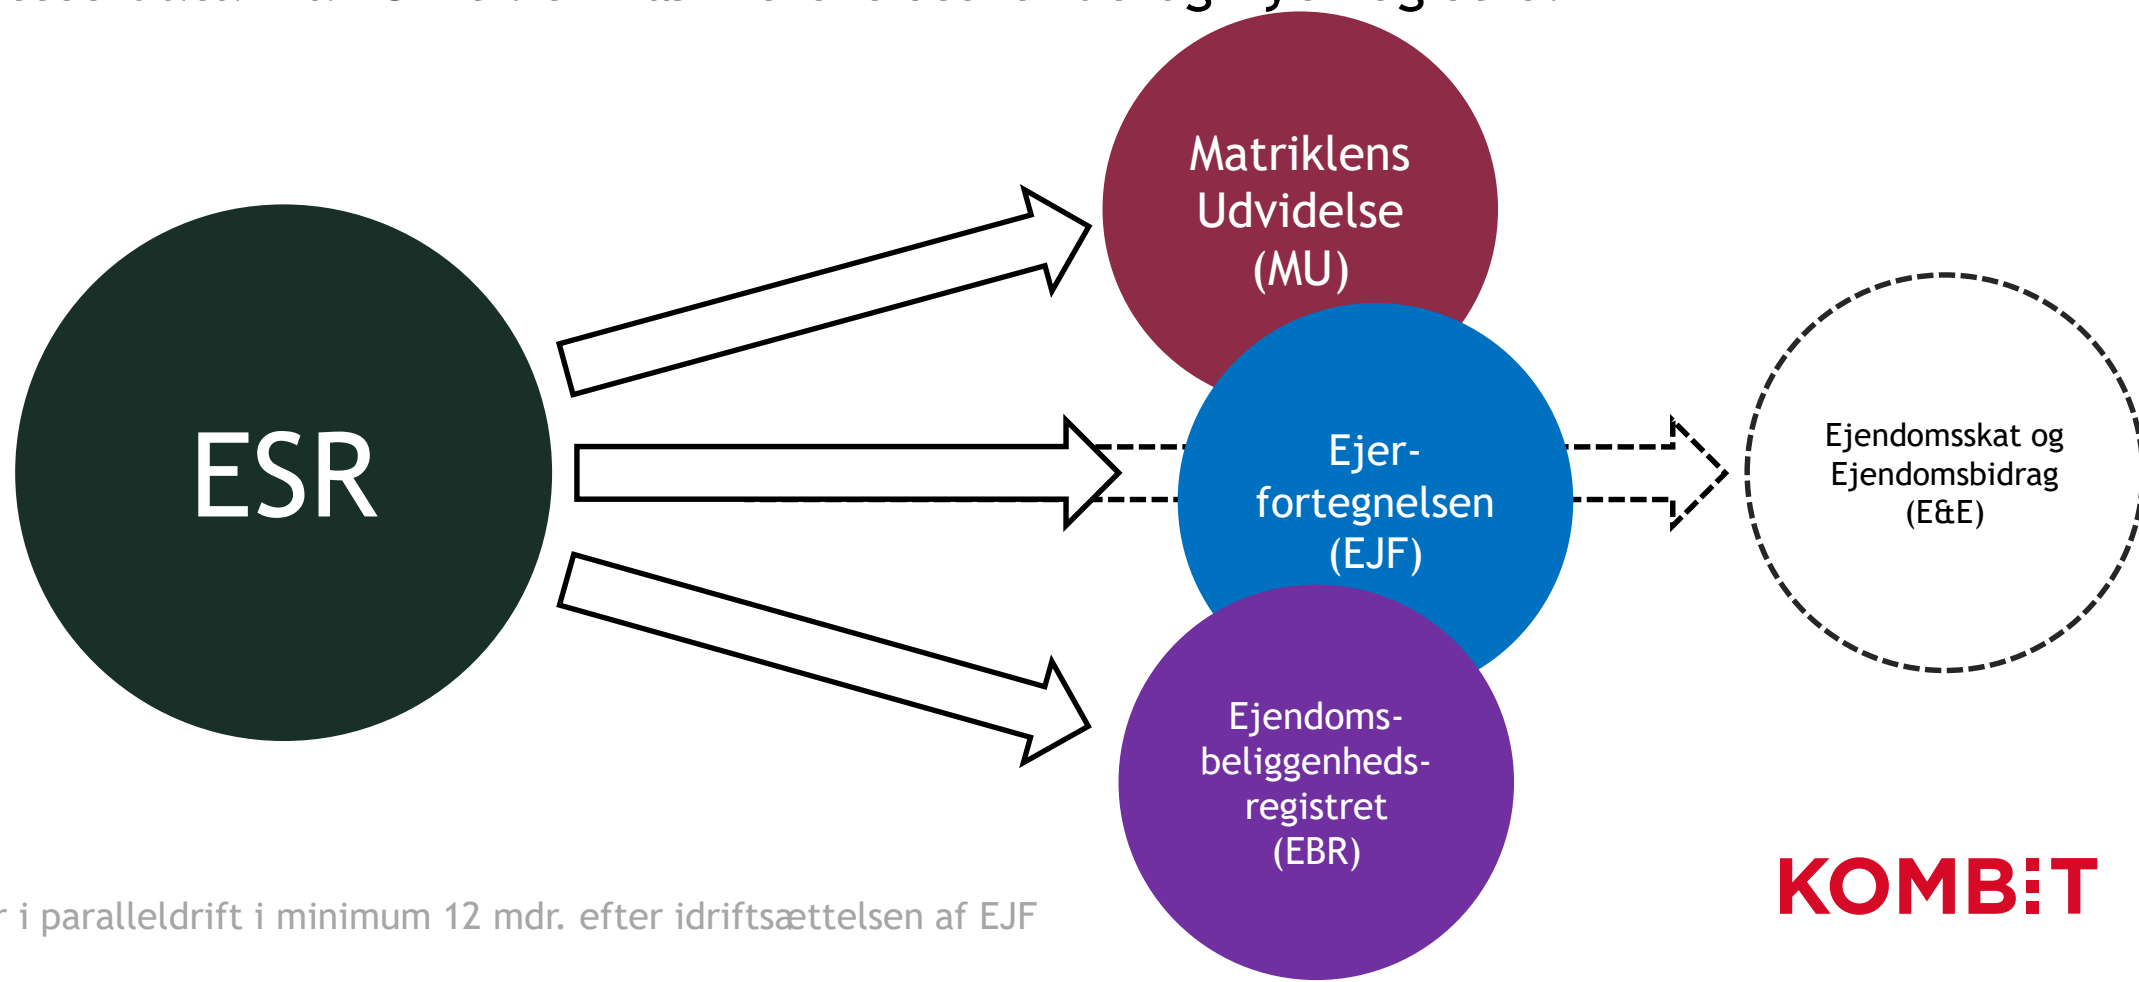 Matriklens
Udvidelse
(MU)
ESR
Ejer-
fortegnelsen
(EJF)
Ejendomsskat og
Ejendomsbidrag
(E&E)
Ejendoms-
beliggenheds-
registret
(EBR)
i paralleldrift i minimum 12 mdr. efter idriftsættelsen af EJF
KOMBIT